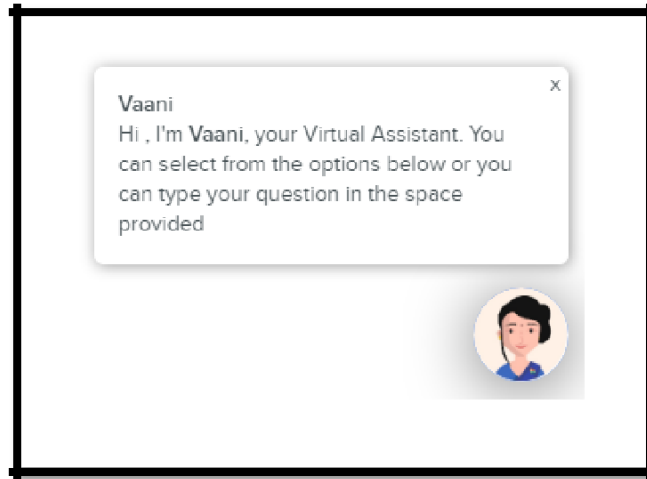 x
Vaani
Hi , I'm Vaani, your Virtual Assistant. You
can select from the options below or you
can type your question in the space
provided